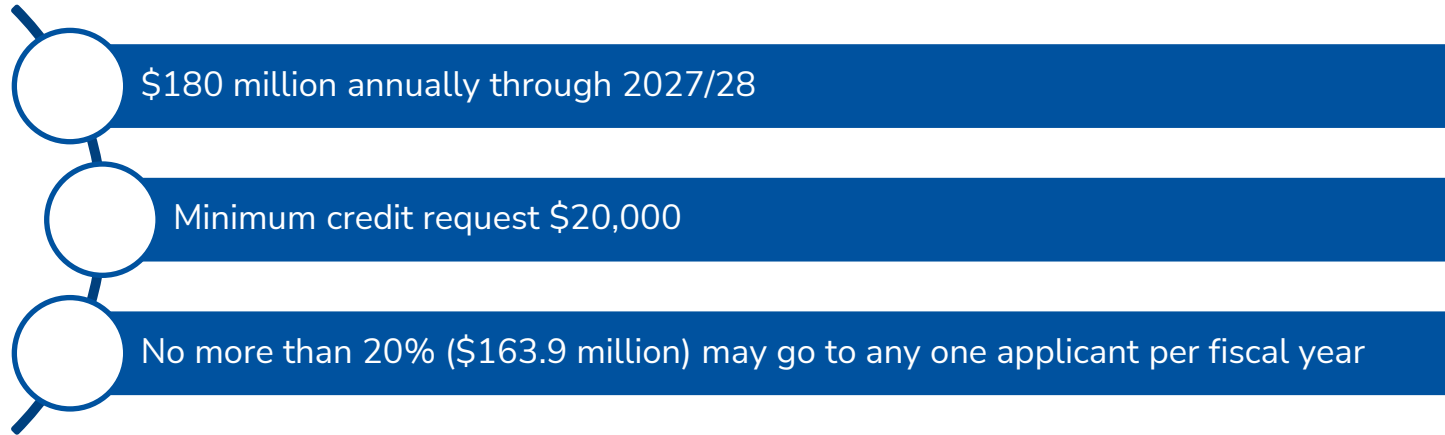 $180 million annually through 2027/28
Minimum credit request $20,000
No more than 20% ($163.9 million) may go to any one applicant per fiscal year